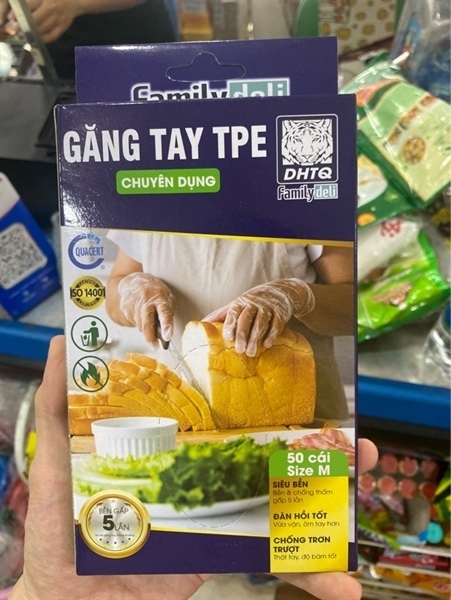 Familydeli
GĂNG TAY TPE
CHUYÊN DỤNG
DHTQ
Familydeli
QUACERT
ISO 14001
50 cái
Size M
SIÊU BỀN
Bền & chống thấm
gấp 5 lần
ĐÀN HỒI TỐT
Vừa vặn, ôm tay hơn
CHỐNG TRƠN
TRƯỢT
Thật tay, độ bám tốt
BỀN GẤP
5 LẦN